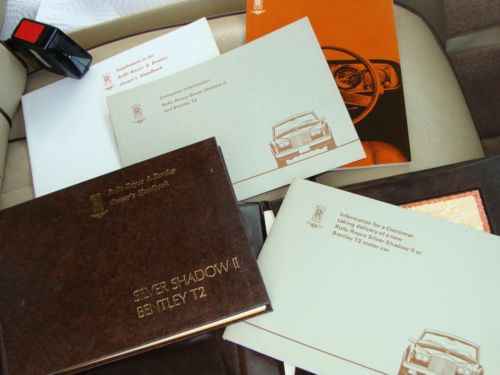 Supplement to the
Rolls-Royce & Bentley
Owner's Handbook
Consumer Information
Rolls-Royce Silver Shadow II
and Bentley T2
Rolls-Royce & Bentley
Owner's Handbook
SILVER SHADOW II
BENTLEY T2
Information for a Customer
taking delivery of a new
Rolls-Royce Silver Shadow II or
Bentley T2 motor car